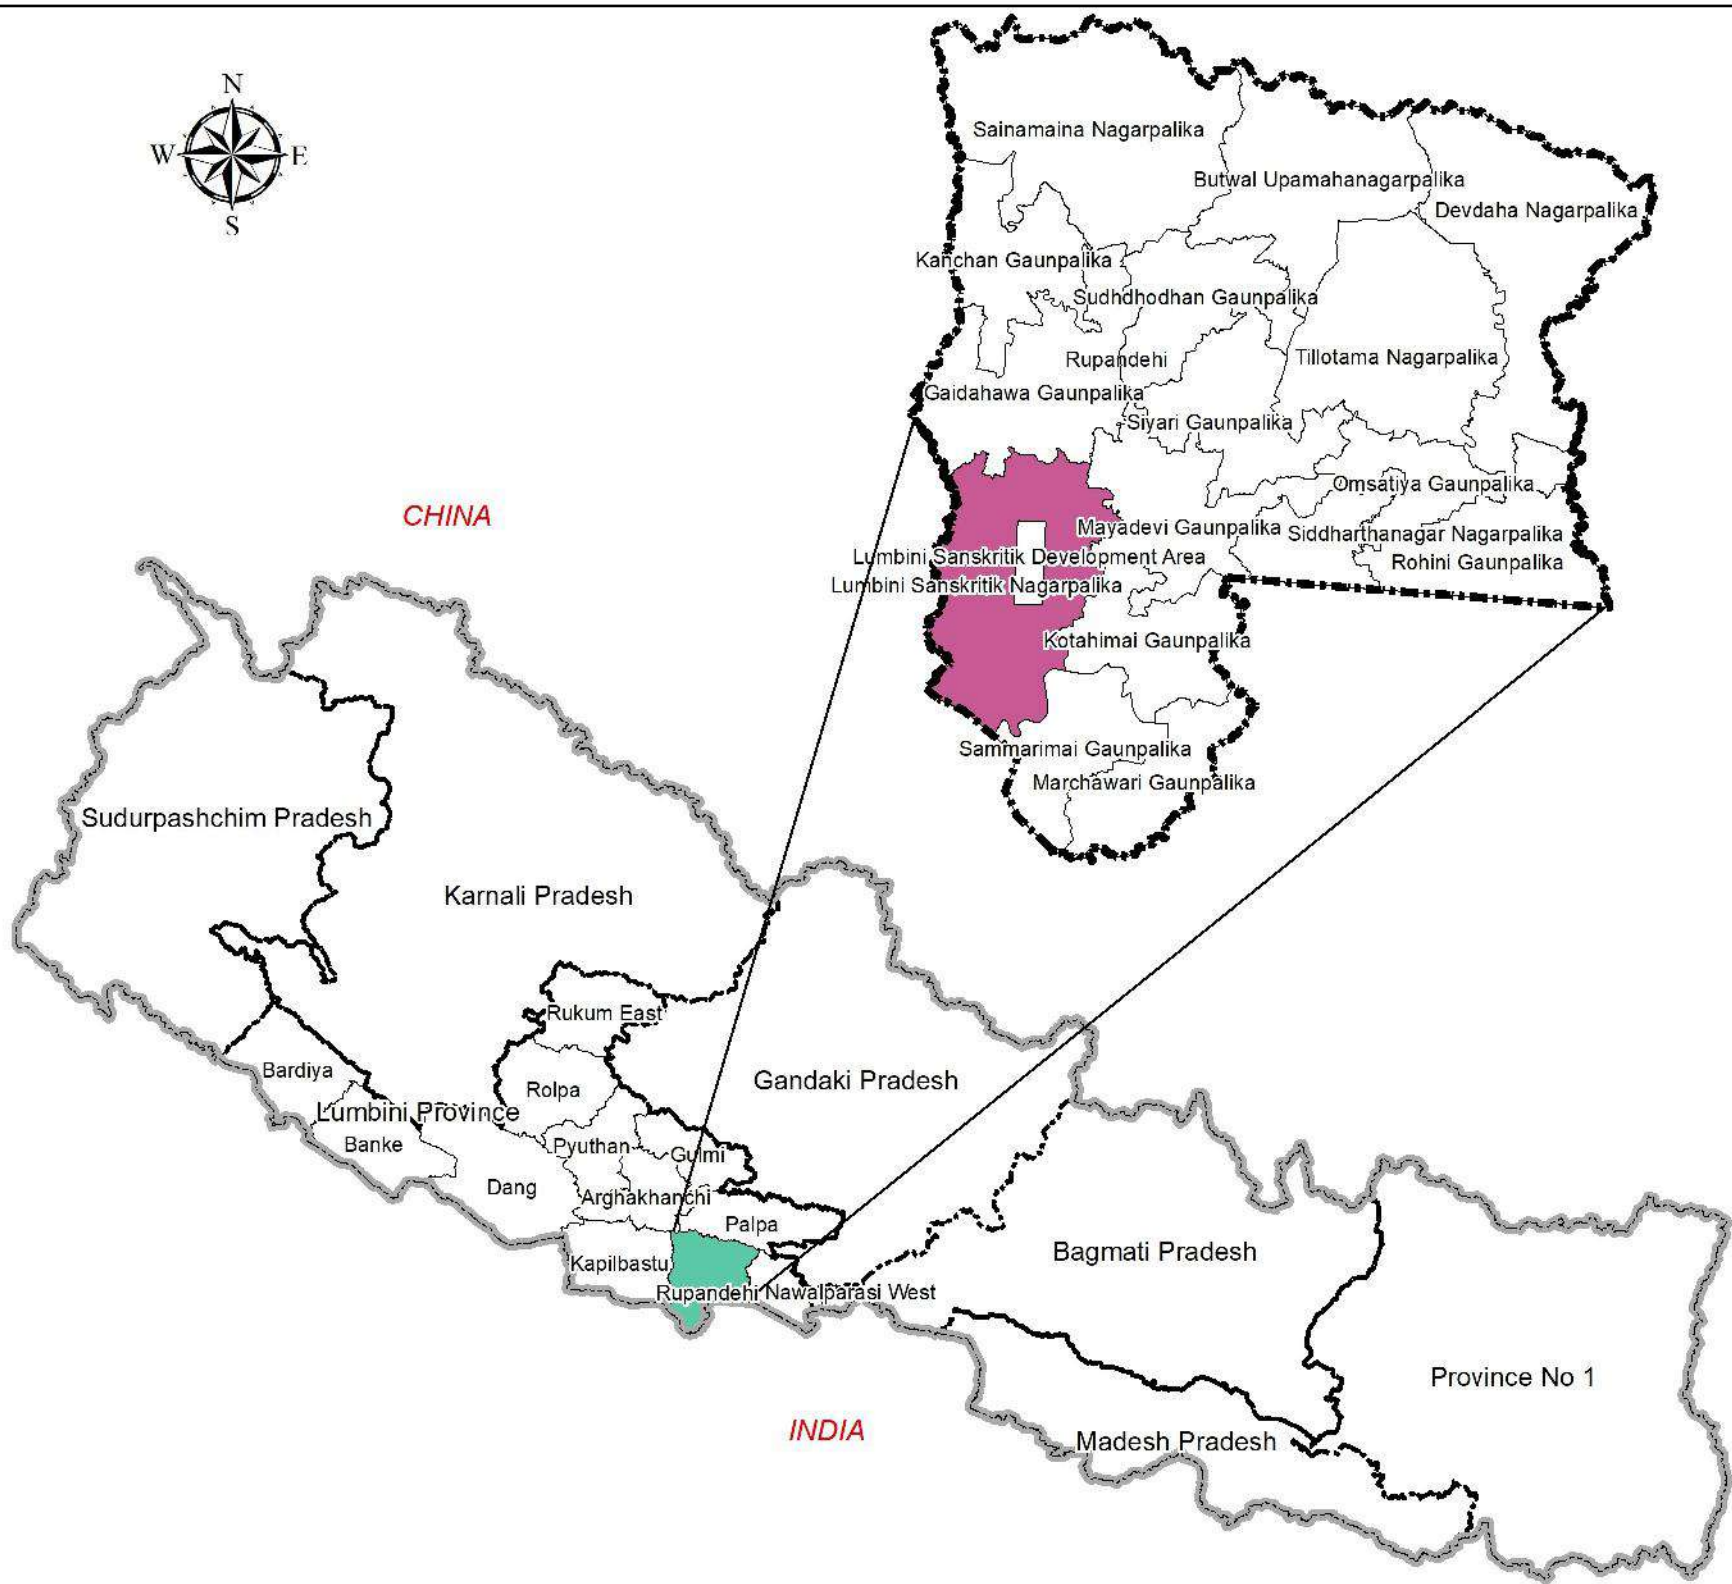 N
W E
S
Sainamaina Nagarpalika
Butwal Upamahanagarpalika
Devdaha Nagarpalika
Kanchan Gaunpalika
Sudhdhodhan Gaunpalika
Rupandehi
Tillotama Nagarpalika
Gaidahawa Gaunpalika
Siyari Gaunpalika
Omsatiya Gaunpalika
Mayadevi Gaunpalika
Siddharthanagar Nagarpalika
Lumbini Sanskritik Development Area
Rohini Gaunpalika
Lumbini Sanskritik Nagarpalika
Kotahimai Gaunpalika
Sammarimai Gaunpalika
Marchawari Gaunpalika
CHINA
Sudurpashchim Pradesh
Karnali Pradesh
Rukum East
Bardiya
Rolpa
Gandaki Pradesh
Lumbini Province
Banke
Pyuthan
Gulmi
Dang
Arghakhanchi
Palpa
Kapilbastu
Bagmati Pradesh
Rupandehi
Nawalparasi West
Province No 1
INDIA
Madesh Pradesh